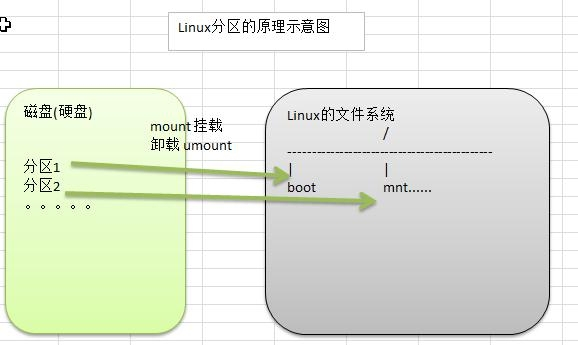 Linux分区的原理示意图
磁盘(硬盘)
mount 挂载
卸载 umount
分区1
分区2
。。。。。
Linux的文件系统
/
---------------------------------------------------
| |
boot mnt......